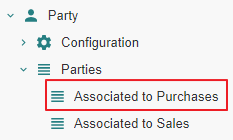 Party
Configuration
Parties
Associated to Purchases
Associated to Sales